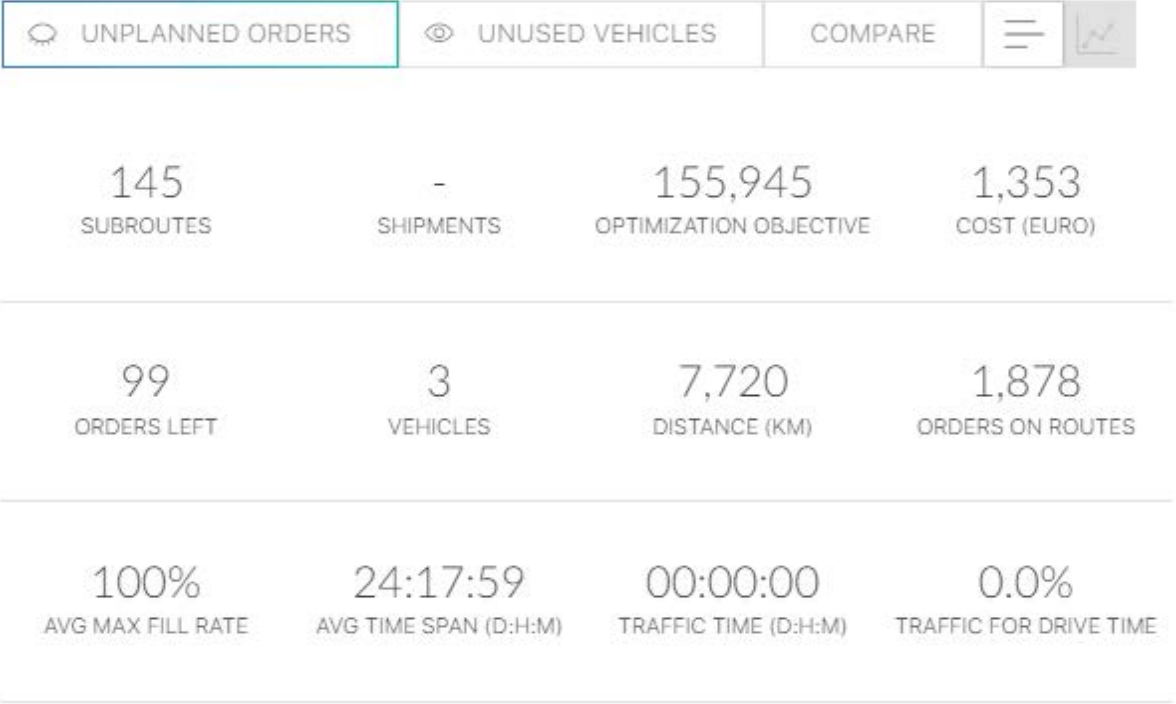 UNPLANNED ORDERS UNUSED VEHICLES COMPARE
145 - 155,945 1,353
SUBROUTES SHIPMENTS OPTIMIZATION OBJECTIVE COST (EURO)
99 3 7,720 1,878
ORDERS LEFT VEHICLES DISTANCE (KM) ORDERS ON ROUTES
100% 24:17:59 00:00:00 0.0%
AVG MAX FILL RATE AVG TIME SPAN (D:H:M) TRAFFIC TIME (D:H:M) TRAFFIC FOR DRIVE TIME